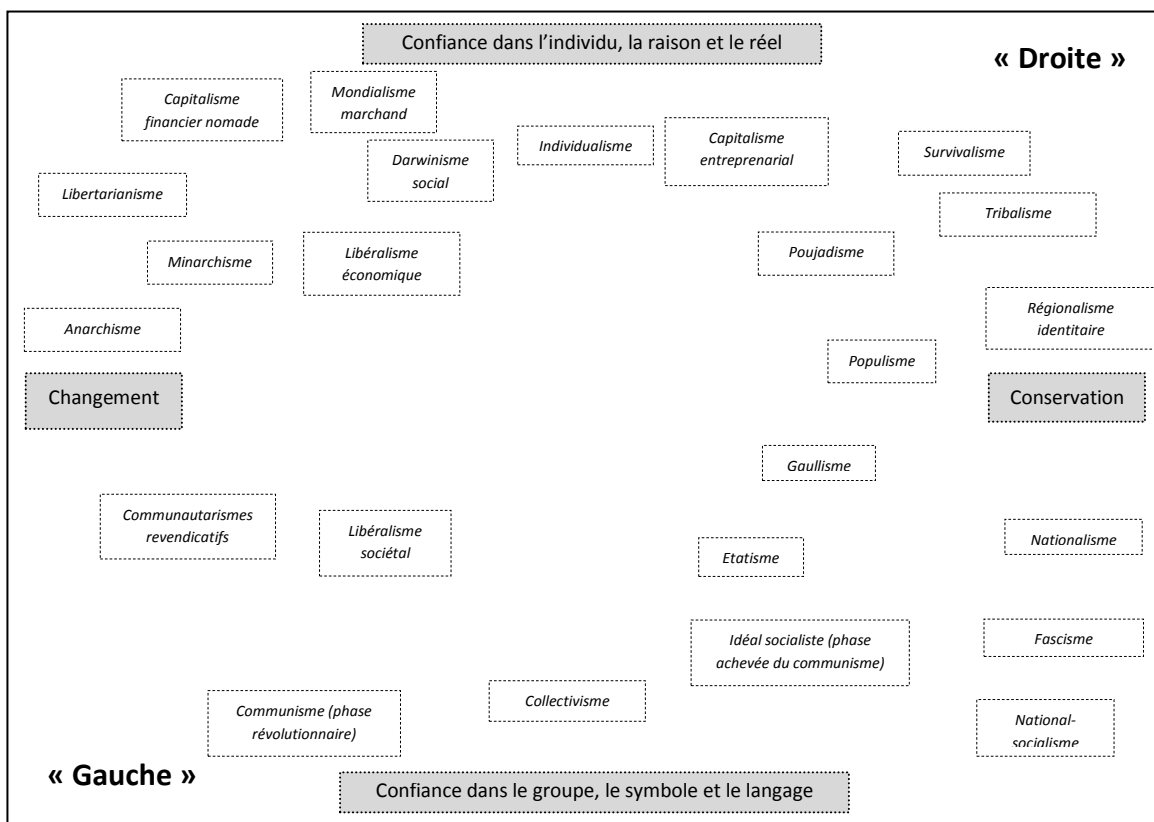 Confiance dans l'individu, la raison et le réel
« Droite »
Capitalisme
financier nomade
Mondialisme
marchand
Darwinisme
social
Individualisme
Capitalisme
entreprenarial
Survivalisme
Libertarianisme
Tribalisme
Minarchisme
Libéralisme
économique
Poujadisme
Anarchisme
Régionalisme
identitaire
Populisme
Changement
Conservation
Gaullisme
Communautarismes
revendicatifs
Libéralisme
sociétal
Etatisme
Nationalisme
Idéal socialiste (phase
achevée du communisme)
Fascisme
Communisme (phase
révolutionnaire)
Collectivisme
National-
socialisme
« Gauche »
Confiance dans le groupe, le symbole et le langage